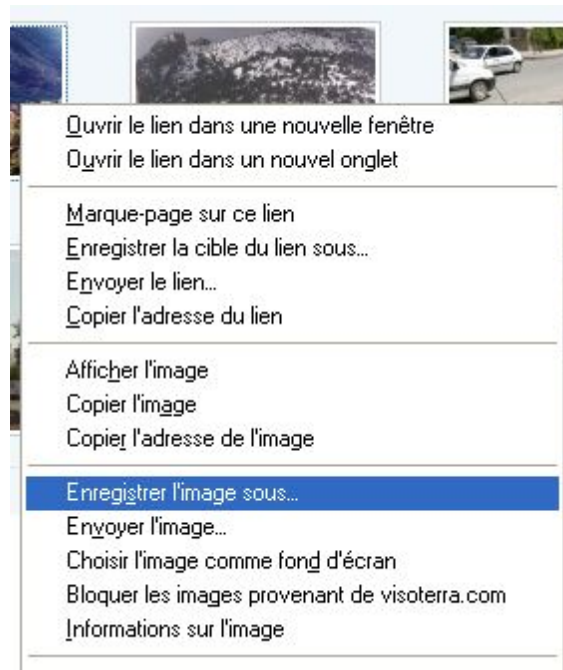 Ouvrir le lien dans une nouvelle fenêtre
Ouvrir le lien dans un nouvel onglet
Marque-page sur ce lien
Enregistrer la cible du lien sous...
Envoyer le lien...
Copier l'adresse du lien
Afficher l'image
Copier l'image
Copier l'adresse de l'image
Enregistrer l'image sous...
Envoyer l'image...
Choisir l'image comme fond d'écran
Bloquer les images provenant de visoterra.com
Informations sur l'image